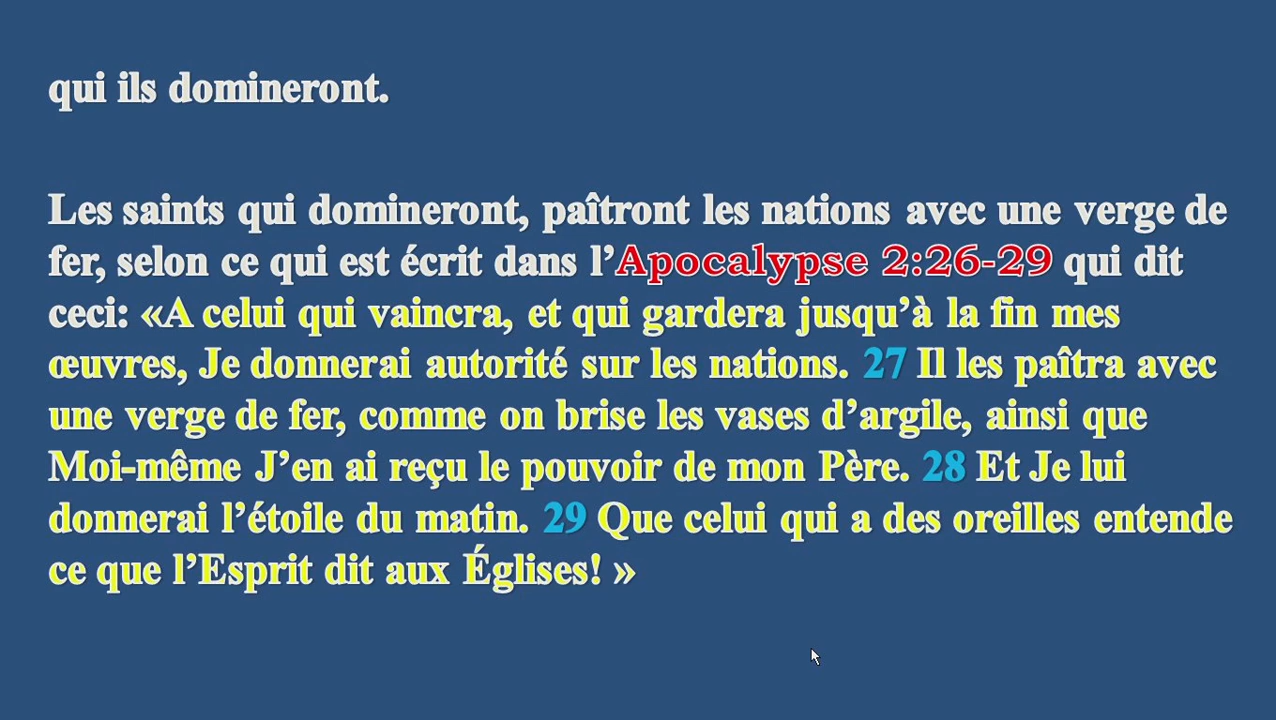 qui ils domineront.
Les saints qui domineront, paîtront les nations avec une verge de
fer, selon ce qui est écrit dans l’Apocalypse 2:26-29 qui dit
ceci: «A celui qui vaincra, et qui gardera jusqu’à la fin mes
œuvres, Je donnerai autorité sur les nations. 27 Il les paîtra avec
une verge de fer, comme on brise les vases d’argile, ainsi que
Moi-même J’en ai reçu le pouvoir de mon Père. 28 Et Je lui
donnerai l’étoile du matin. 29 Que celui qui a des oreilles entende
ce que l’Esprit dit aux Églises! »